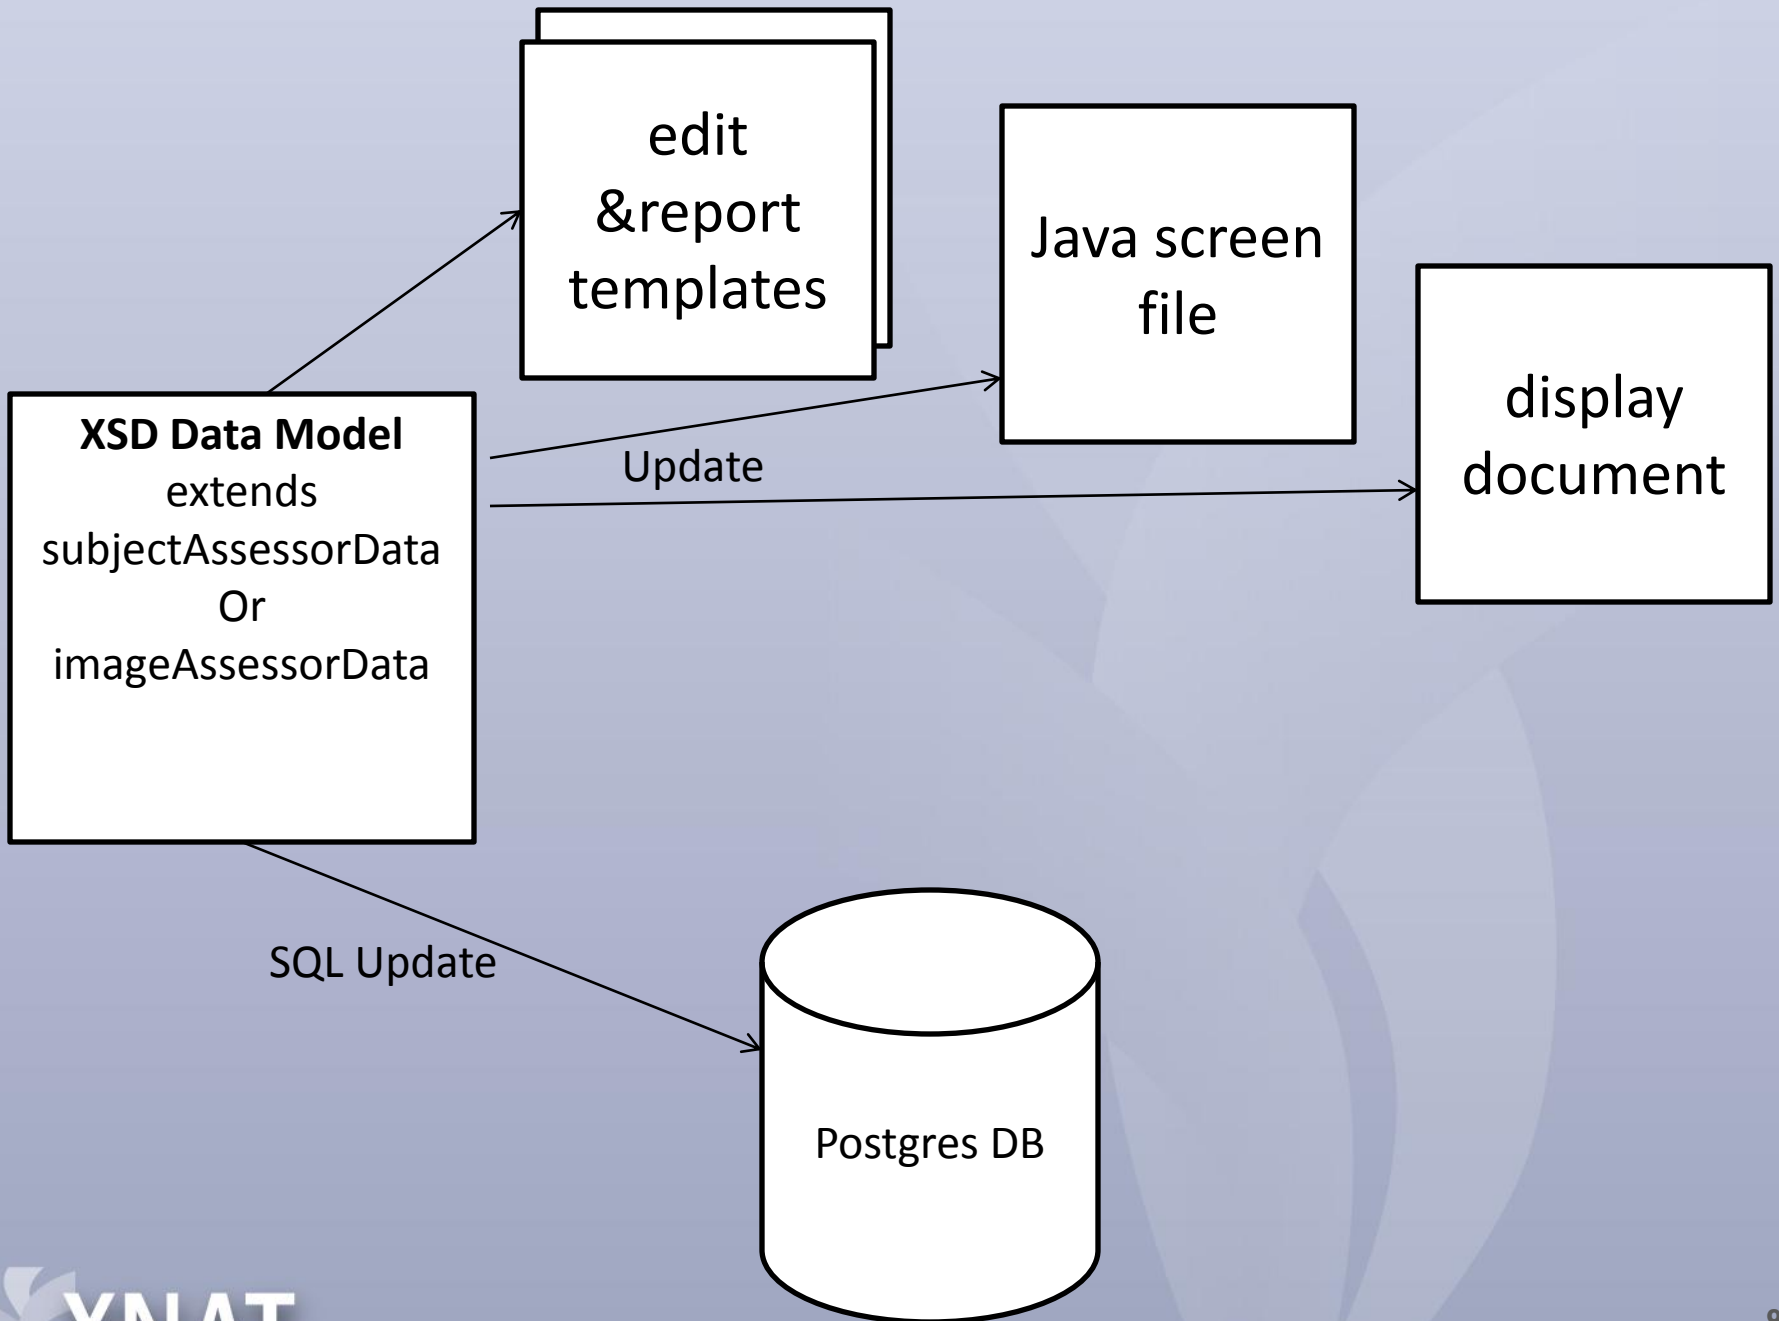 edit
&report
templates
Java screen
file
display
document
XSD Data Model
extends
subjectAssessorData
Or
imageAssessorData
Update
SQL Update
Postgres DB
XNAT